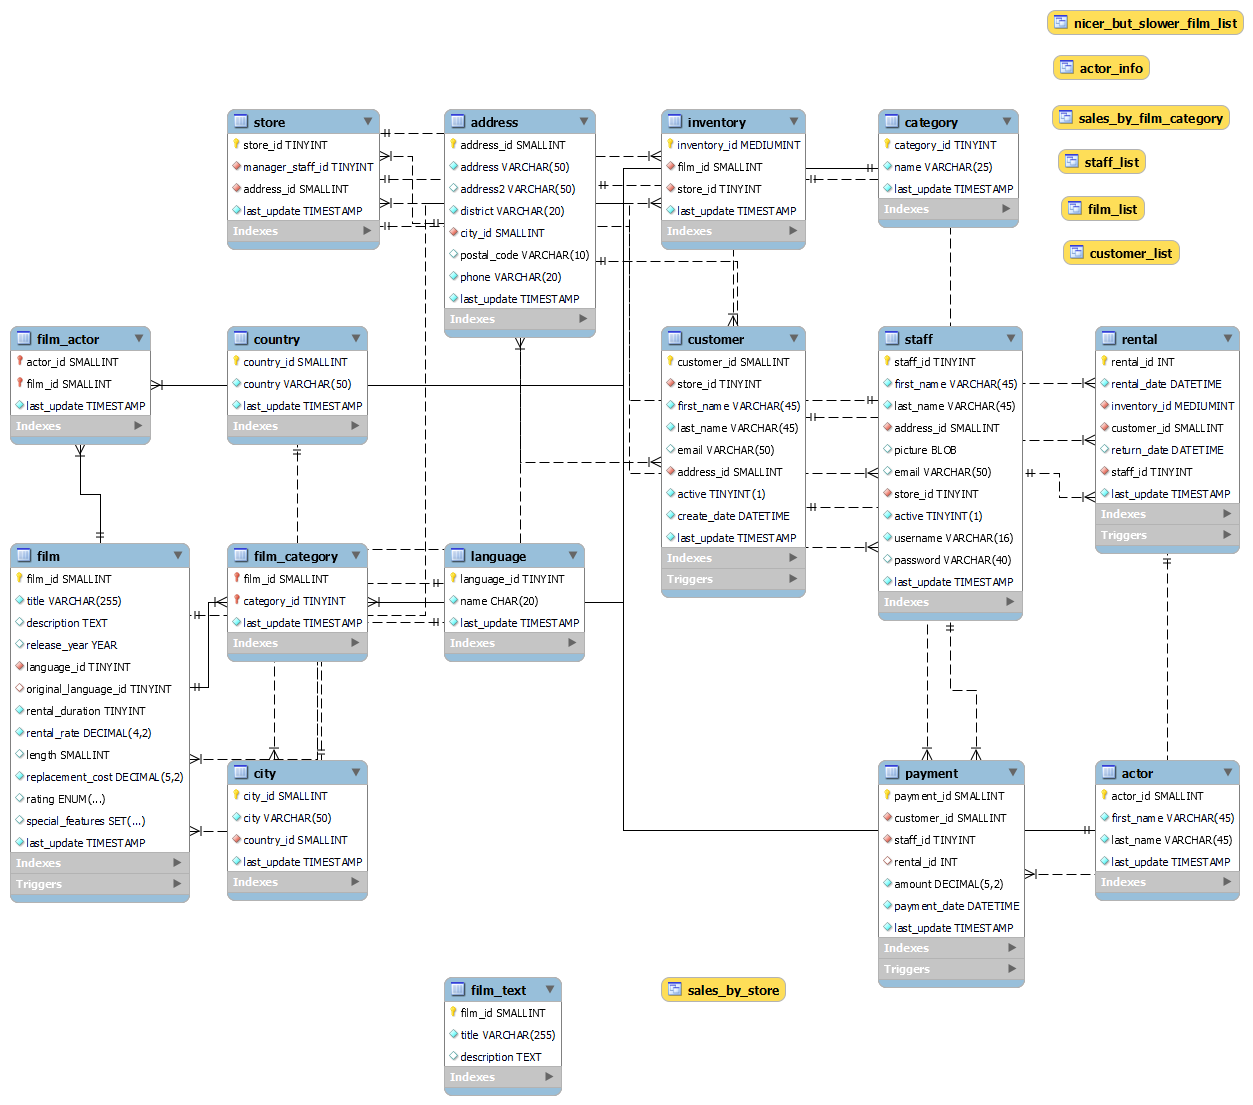 nicer_but_slower_film_list
actor_info
sales_by_film_category
staff_list
film_list
customer_list
store
store_id TINYINT
manager_staff_id TINYINT
address_id SMALLINT
last_update TIMESTAMP
Indexes
address
address_id SMALLINT
address VARCHAR(50)
address2 VARCHAR(50)
district VARCHAR(20)
city_id SMALLINT
postal_code VARCHAR(10)
phone VARCHAR(20)
last_update TIMESTAMP
Indexes
inventory
inventory_id MEDIUMINT
film_id SMALLINT
store_id TINYINT
last_update TIMESTAMP
Indexes
category
category_id TINYINT
name VARCHAR(25)
last_update TIMESTAMP
Indexes
film_actor
actor_id SMALLINT
film_id SMALLINT
last_update TIMESTAMP
Indexes
country
country_id SMALLINT
country VARCHAR(50)
last_update TIMESTAMP
Indexes
customer
customer_id SMALLINT
store_id TINYINT
first_name VARCHAR(45)
last_name VARCHAR(45)
email VARCHAR(50)
address_id SMALLINT
active TINYINT(1)
create_date DATETIME
last_update TIMESTAMP
Indexes
Triggers
staff
staff_id TINYINT
first_name VARCHAR(45)
last_name VARCHAR(45)
address_id SMALLINT
picture BLOB
email VARCHAR(50)
store_id TINYINT
active TINYINT(1)
username VARCHAR(16)
password VARCHAR(40)
last_update TIMESTAMP
Indexes
rental
rental_id INT
rental_date DATETIME
inventory_id MEDIUMINT
customer_id SMALLINT
return_date DATETIME
staff_id TINYINT
last_update TIMESTAMP
Indexes
Triggers
film
film_id SMALLINT
title VARCHAR(255)
description TEXT
release_year YEAR
language_id TINYINT
original_language_id TINYINT
rental_duration TINYINT
rental_rate DECIMAL(4,2)
length SMALLINT
replacement_cost DECIMAL(5,2)
rating ENUM(...)
special_features SET(...)
last_update TIMESTAMP
Indexes
Triggers
film_category
film_id SMALLINT
category_id TINYINT
last_update TIMESTAMP
Indexes
language
language_id TINYINT
name CHAR(20)
last_update TIMESTAMP
Indexes
city
city_id SMALLINT
city VARCHAR(50)
country_id SMALLINT
last_update TIMESTAMP
Indexes
payment
payment_id SMALLINT
customer_id SMALLINT
staff_id TINYINT
rental_id INT
amount DECIMAL(5,2)
payment_date DATETIME
last_update TIMESTAMP
Indexes
Triggers
actor
actor_id SMALLINT
first_name VARCHAR(45)
last_name VARCHAR(45)
last_update TIMESTAMP
Indexes
film_text
film_id SMALLINT
title VARCHAR(255)
description TEXT
Indexes
sales_by_store